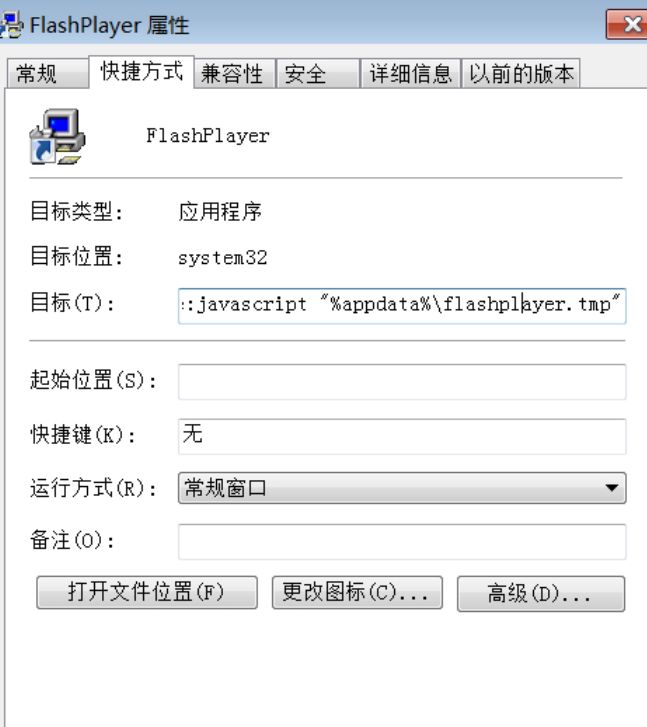 FlashPlayer 属性
常规 快捷方式 兼容性 安全 详细信息 以前的版本
FlashPlayer
目标类型: 应用程序
目标位置: system32
目标(T): :javascript "%appdata%\flashplayer.tmp"
起始位置(S):
快捷键(K): 无
运行方式(R): 常规窗口
备注(O):
打开文件位置(F) 更改图标(C)... 高级(D)...